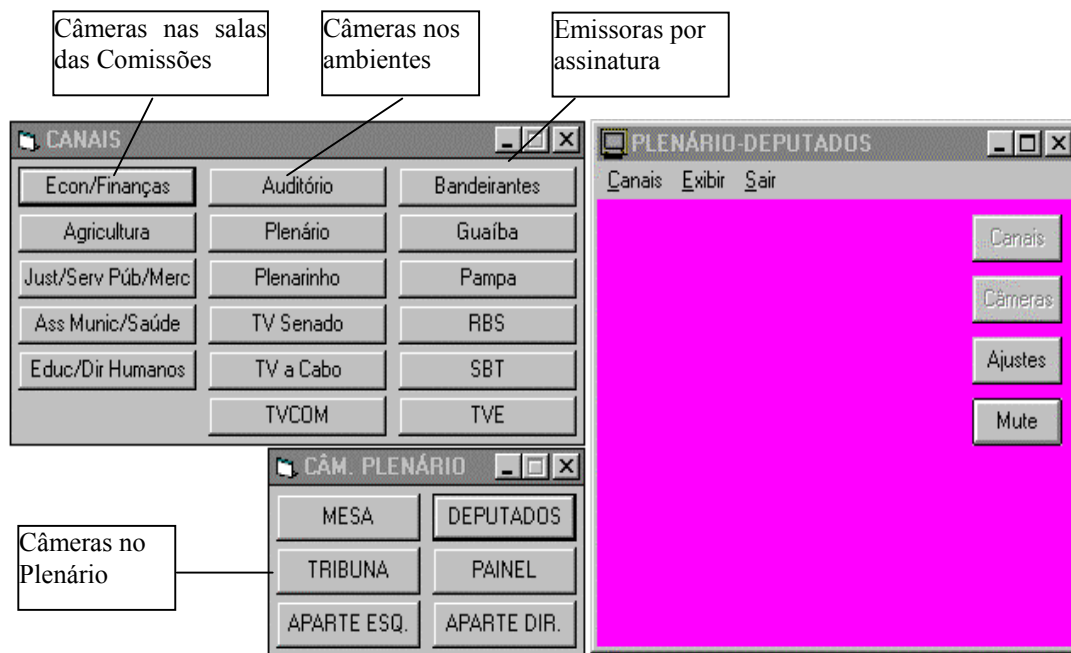 Câmeras nas salas
das Comissões
Câmeras nos
ambientes
Emissoras por
assinatura
CANAIS
Econ/Finanças
Auditório
Bandeirantes
Agricultura
Plenário
Guaíba
Just/Serv Púb/Merc
Plenarinho
Pampa
Ass Munic/Saúde
TV Senado
RBS
Educ/Dir Humanos
TV a Cabo
SBT
TVCOM
TVE
PLENÁRIO-DEPUTADOS
Canais Exibir Sair
Canais
Câmeras
Ajustes
Mute
CÂM. PLENÁRIO
MESA
DEPUTADOS
TRIBUNA
PAINEL
APARTE ESQ.
APARTE DIR.
Câmeras no
Plenário